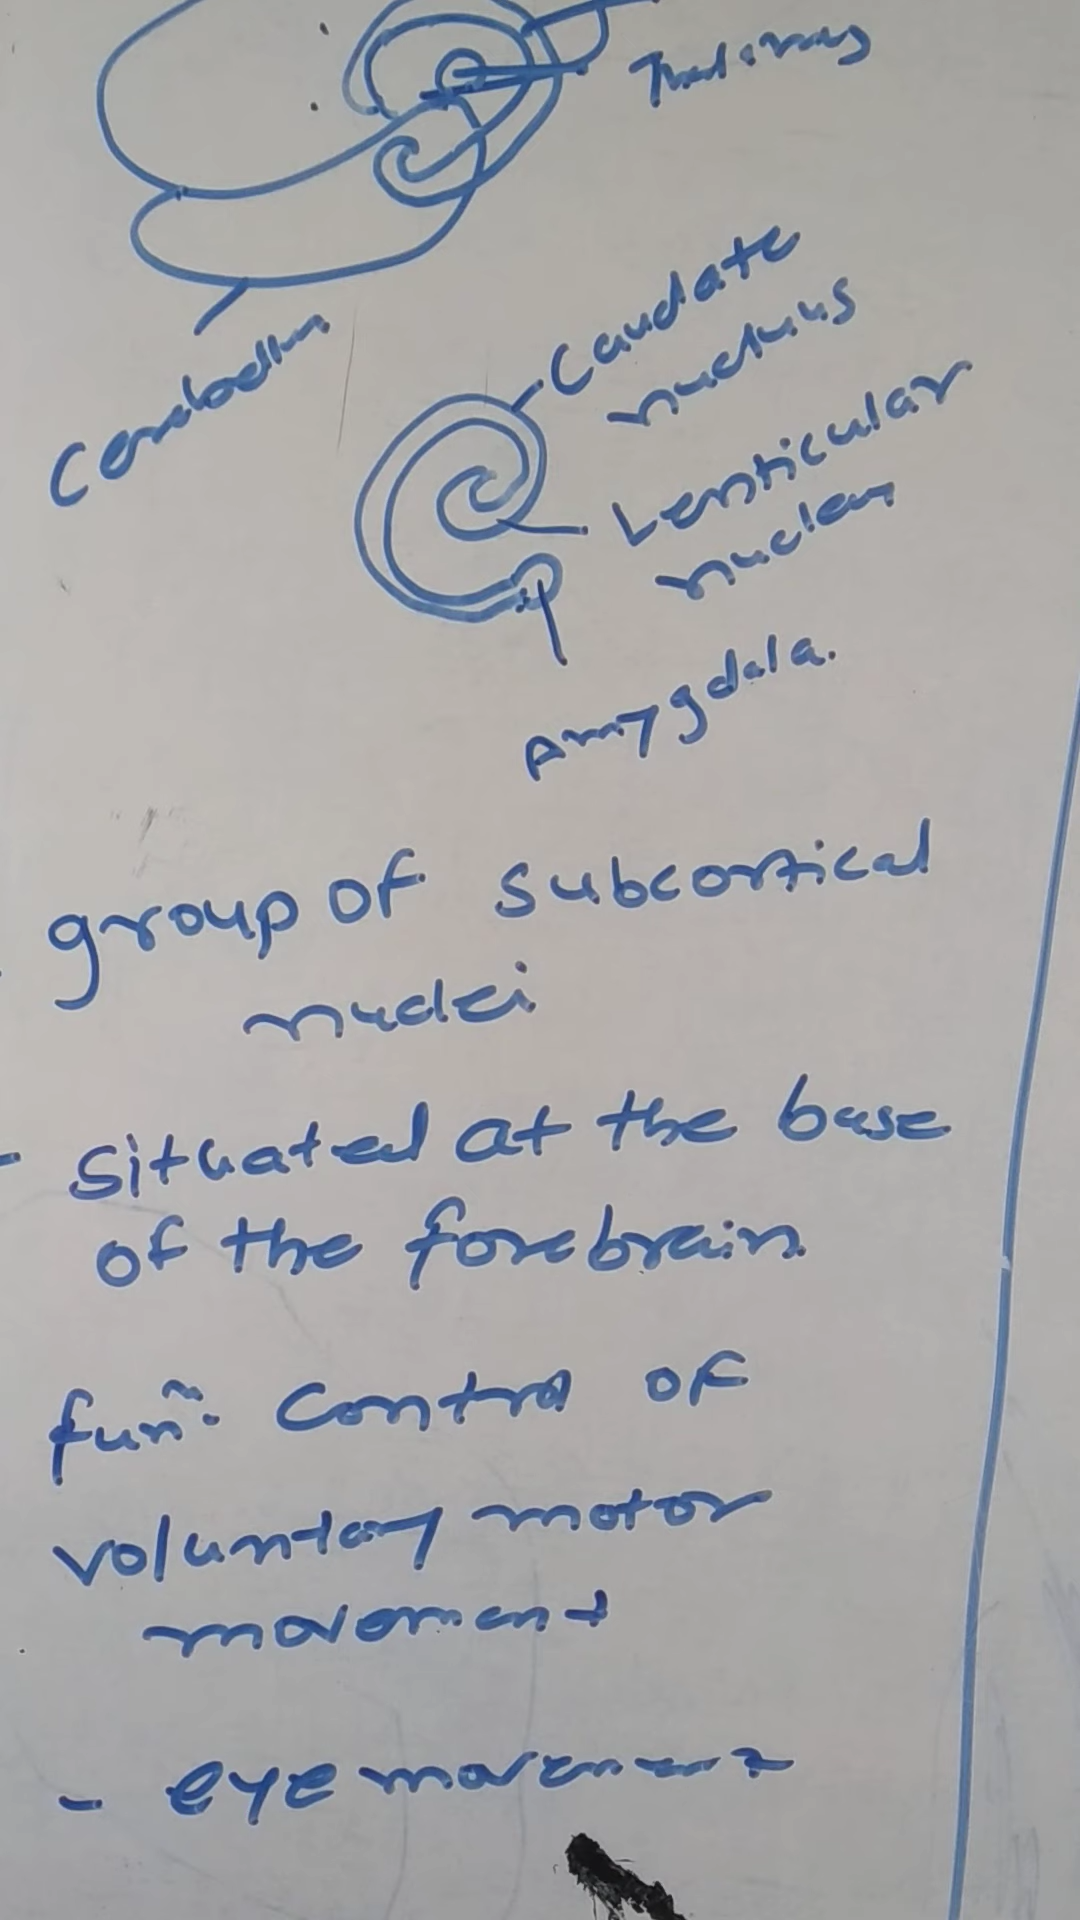 Thalamus
Cerebellum
Caudate
nucleus
Lenticular
nuclear
Amygdala.
group of subcortical
nuclei
- situated at the base
of the forebrain
fun~. Control of
voluntary motor
movement
- eye movement